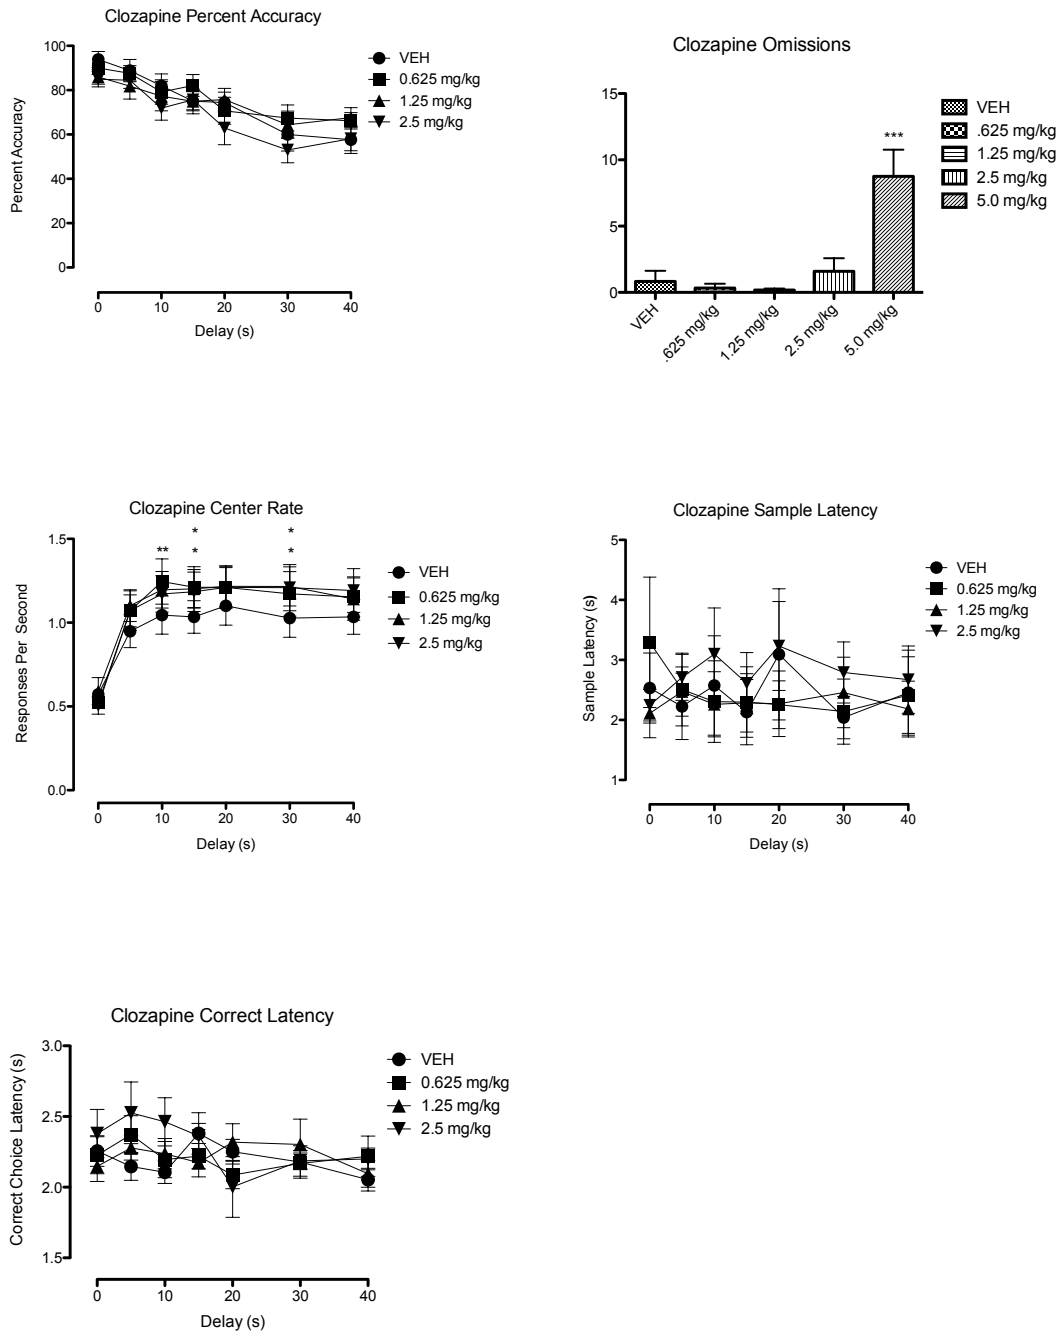 Clozapine Percent Accuracy
100
80
60
40
20
0
Percent Accuracy
0 10 20 30 40
Delay (s)
VEH
0.625 mg/kg
1.25 mg/kg
2.5 mg/kg
Clozapine Omissions
15
10
5
0
***
VEH
.625 mg/kg
1.25 mg/kg
2.5 mg/kg
5.0 mg/kg
VEH
.625 mg/kg
1.25 mg/kg
2.5 mg/kg
5.0 mg/kg
Clozapine Center Rate
* *
** * *
1.5
1.0
0.5
0.0
Responses Per Second
0 10 20 30 40
Delay (s)
VEH
0.625 mg/kg
1.25 mg/kg
2.5 mg/kg
Clozapine Sample Latency
5
4
3
2
1
Sample Latency (s)
0 10 20 30 40
Delay (s)
VEH
0.625 mg/kg
1.25 mg/kg
2.5 mg/kg
Clozapine Correct Latency
3.0
2.5
2.0
1.5
Correct Choice Latency (s)
0 10 20 30 40
Delay (s)
VEH
0.625 mg/kg
1.25 mg/kg
2.5 mg/kg